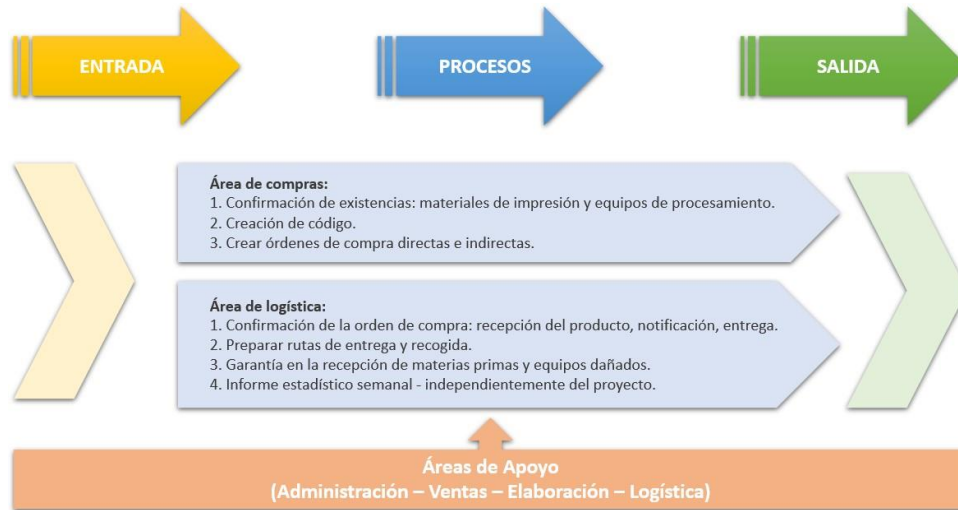 ENTRADA
PROCESOS
SALIDA
Área de compras:
1. Confirmación de existencias: materiales de impresión y equipos de procesamiento.
2. Creación de código.
3. Crear órdenes de compra directas e indirectas.
Área de logística:
1. Confirmación de la orden de compra: recepción del producto, notificación, entrega.
2. Preparar rutas de entrega y recogida.
3. Garantía en la recepción de materias primas y equipos dañados.
4. Informe estadístico semanal - independientemente del proyecto.
Áreas de Apoyo
(Administración – Ventas – Elaboración – Logística)